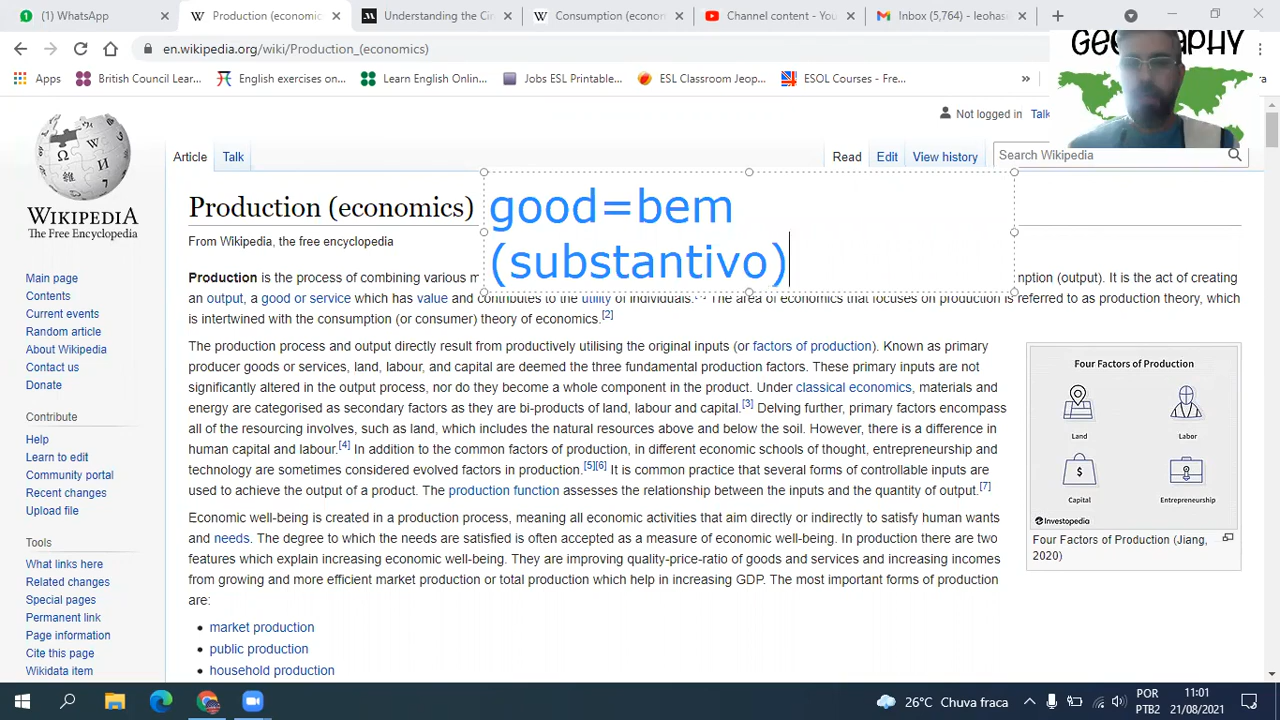 (1) WhatsApp
Production (economic
Understanding the Cir
Consumption (econom
Channel content - You
Inbox (5,764) - leohas
en.wikipedia.org/wiki/Production_(economics)
GEOGRAPHY
Apps
British Council Lear...
English exercises on...
Learn English Online...
Jobs ESL Printable...
ESL Classroom Jeop...
ESOL Courses - Fre...
»
Not logged in
Talk
Article
Talk
Read
Edit
View history
Search Wikipedia
WIKIPEDIA
The Free Encyclopedia
Production (economics)
good=bem
(substantivo)
From Wikipedia, the free encyclopedia
Production is the process of combining various m
mption (output). It is the act of creating
an output, a good or service which has value and contributes to the utility of individuals. The area of economics that focuses on production is referred to as production theory, which
is intertwined with the consumption (or consumer) theory of economics.[2]
The production process and output directly result from productively utilising the original inputs (or factors of production). Known as primary
producer goods or services, land, labour, and capital are deemed the three fundamental production factors. These primary inputs are not
significantly altered in the output process, nor do they become a whole component in the product. Under classical economics, materials and
energy are categorised as secondary factors as they are bi-products of land, labour and capital.[3] Delving further, primary factors encompass
all of the resourcing involves, such as land, which includes the natural resources above and below the soil. However, there is a difference in
human capital and labour.[4] In addition to the common factors of production, in different economic schools of thought, entrepreneurship and
technology are sometimes considered evolved factors in production.[5][6] It is common practice that several forms of controllable inputs are
used to achieve the output of a product. The production function assesses the relationship between the inputs and the quantity of output.[7]
Economic well-being is created in a production process, meaning all economic activities that aim directly or indirectly to satisfy human wants
and needs. The degree to which the needs are satisfied is often accepted as a measure of economic well-being. In production there are two
features which explain increasing economic well-being. They are improving quality-price-ratio of goods and services and increasing incomes
from growing and more efficient market production or total production which help in increasing GDP. The most important forms of production
are:
• market production
• public production
• household production
Main page
Contents
Current events
Random article
About Wikipedia
Contact us
Donate
Contribute
Help
Learn to edit
Community portal
Recent changes
Upload file
Tools
What links here
Related changes
Special pages
Permanent link
Page information
Cite this page
Wikidata item
Four Factors of Production
Land
Labor
Capital
Entrepreneurship
Investopedia
Four Factors of Production (Jiang,
2020)
26°C Chuva fraca
POR
PTB2
11:01
21/08/2021